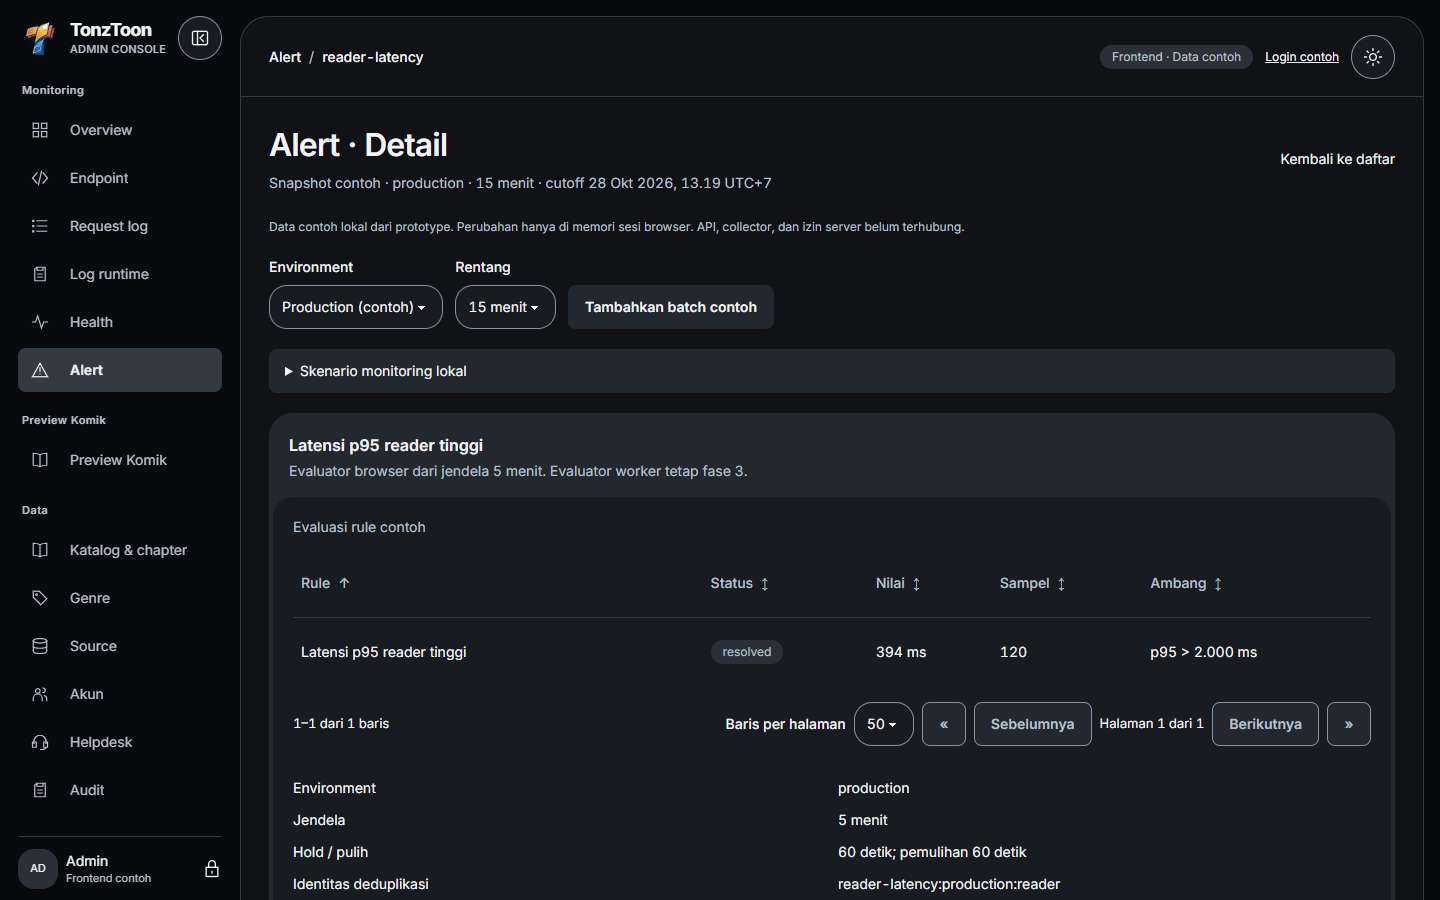 TonzToon
ADMIN CONSOLE
Monitoring
Overview
Endpoint
Request log
Log runtime
Health
Alert
Preview Komik
Preview Komik
Data
Katalog & chapter
Genre
Source
Akun
Helpdesk
Audit
AD
Admin
Frontend contoh
Alert / reader-latency
Frontend · Data contoh
Login contoh
Alert · Detail
Kembali ke daftar
Snapshot contoh · production · 15 menit · cutoff 28 Okt 2026, 13.19 UTC+7
Data contoh lokal dari prototype. Perubahan hanya di memori sesi browser. API, collector, dan izin server belum terhubung.
Environment Rentang
Production (contoh) 15 menit Tambahkan batch contoh
Skenario monitoring lokal
Latensi p95 reader tinggi
Evaluator browser dari jendela 5 menit. Evaluator worker tetap fase 3.
Evaluasi rule contoh
Rule ↑ Status ↕ Nilai ↕ Sampel ↕ Ambang ↕
Latensi p95 reader tinggi resolved 394 ms 120 p95 > 2.000 ms
1–1 dari 1 baris Baris per halaman 50 « Sebelumnya Halaman 1 dari 1 Berikutnya »
Environment production
Jendela 5 menit
Hold / pulih 60 detik; pemulihan 60 detik
Identitas deduplikasi reader-latency:production:reader